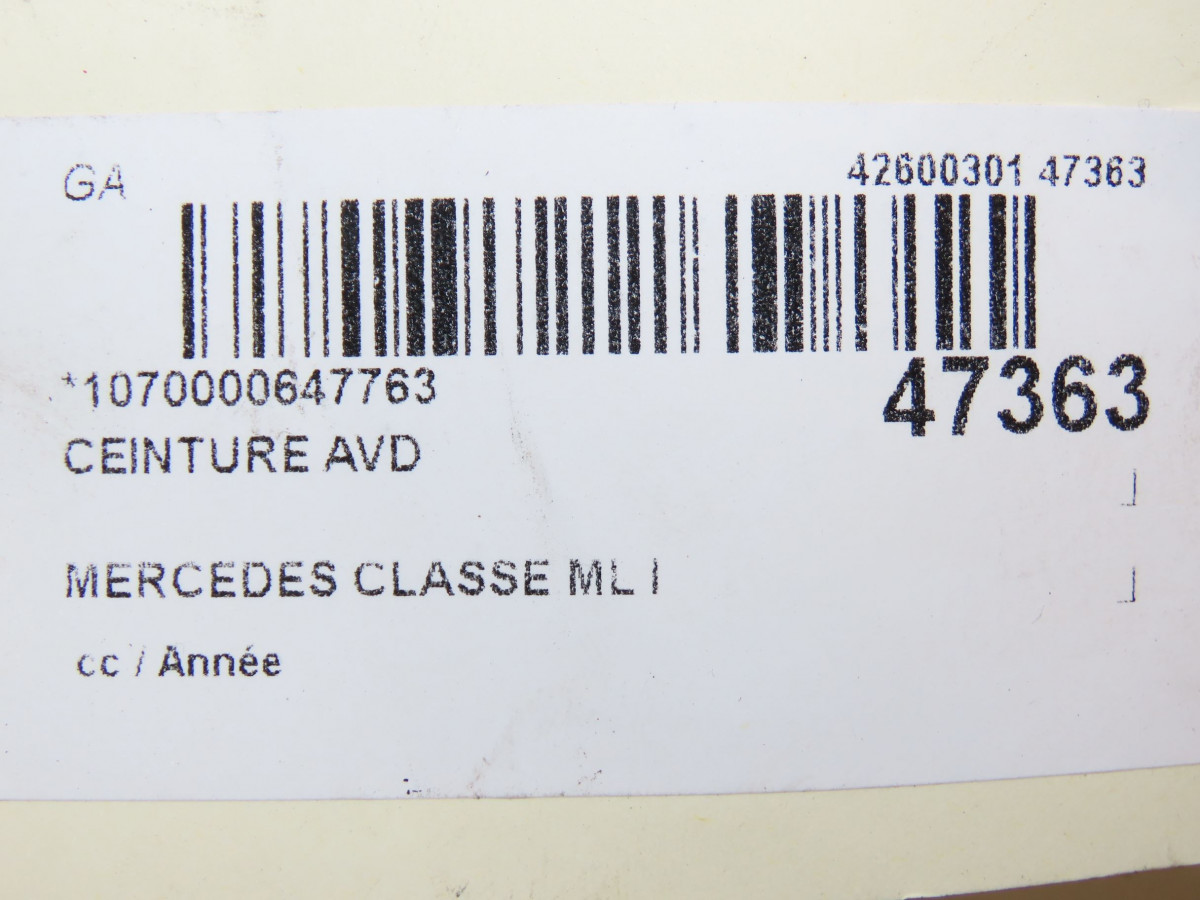 GA
42600301 47363
*1070000647763
47363
CEINTURE AVD
MERCEDES CLASSE ML I
cc / Année